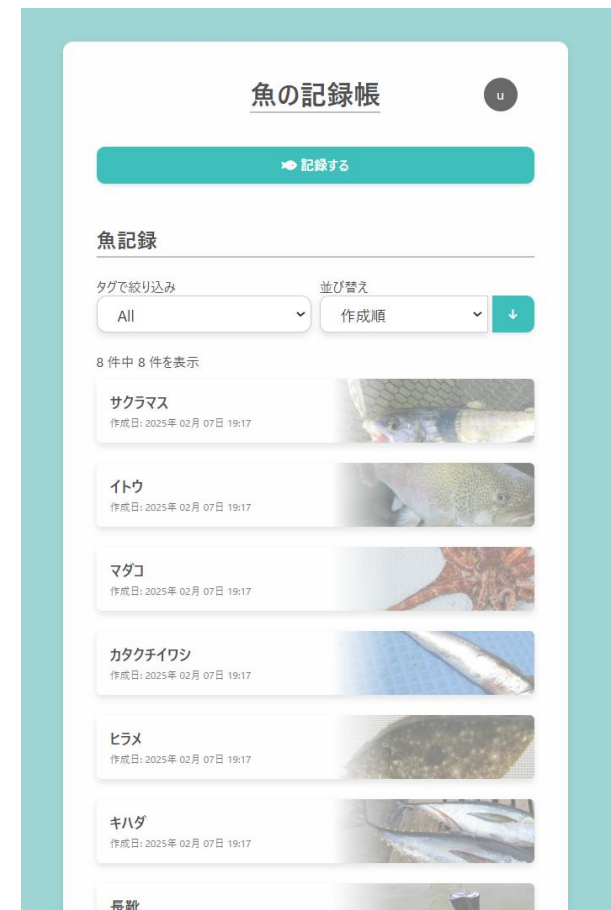 魚の記録帳
u
記録する
魚記録
タグで絞り込み
並び替え
All
作成順
↓
8 件中 8 件を表示
サクラマス
作成日: 2025年 02月 07日 19:17
イトウ
作成日: 2025年 02月 07日 19:17
マダコ
作成日: 2025年 02月 07日 19:17
カタクチイワシ
作成日: 2025年 02月 07日 19:17
ヒラメ
作成日: 2025年 02月 07日 19:17
キハダ
作成日: 2025年 02月 07日 19:17
長靴